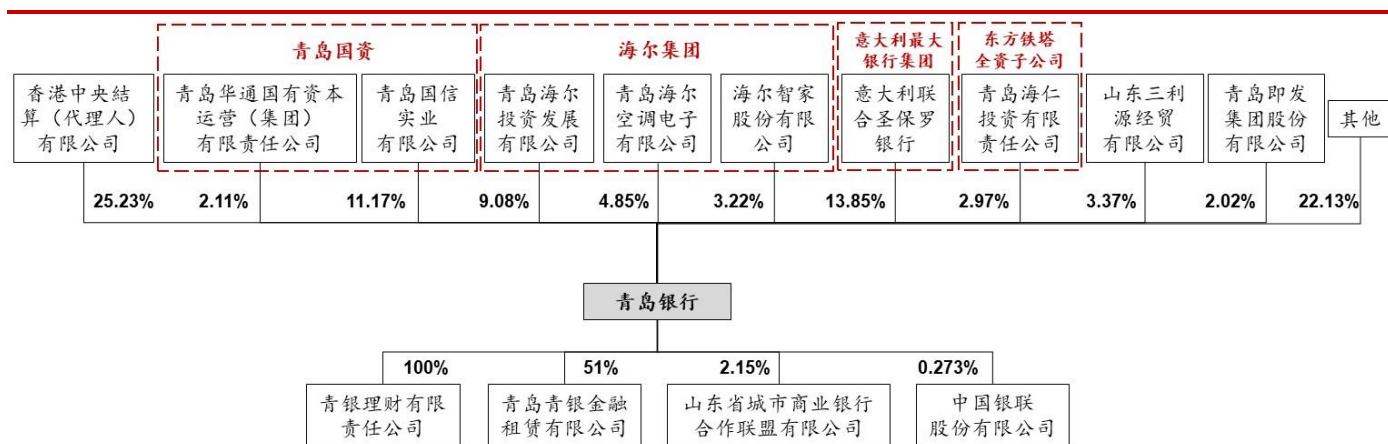 青岛国资
海尔集团
意大利最大
银行集团
东方铁塔
全资子公司
香港中央结
算（代理人）
有限公司
青岛华通国有资本
运营（集团）
有限责任公司
青岛国信
实业
有限公司
青岛海尔
投资发展
有限公司
青岛海尔
空调电子
有限公司
海尔智家
股份有限
公司
意大利联
合圣保罗
银行
青岛海仁
投资有限
责任公司
山东三利
源经贸
有限公司
青岛即发
集团股份
有限公司
其他
25.23%
2.11%
11.17%
9.08%
4.85%
3.22%
13.85%
2.97%
3.37%
2.02%
22.13%
青岛银行
100%
51%
2.15%
0.273%
青银理财有限
责任公司
青岛青银金融
租赁有限公司
山东省城市商业银行
合作联盟有限公司
中国银联
股份有限公司